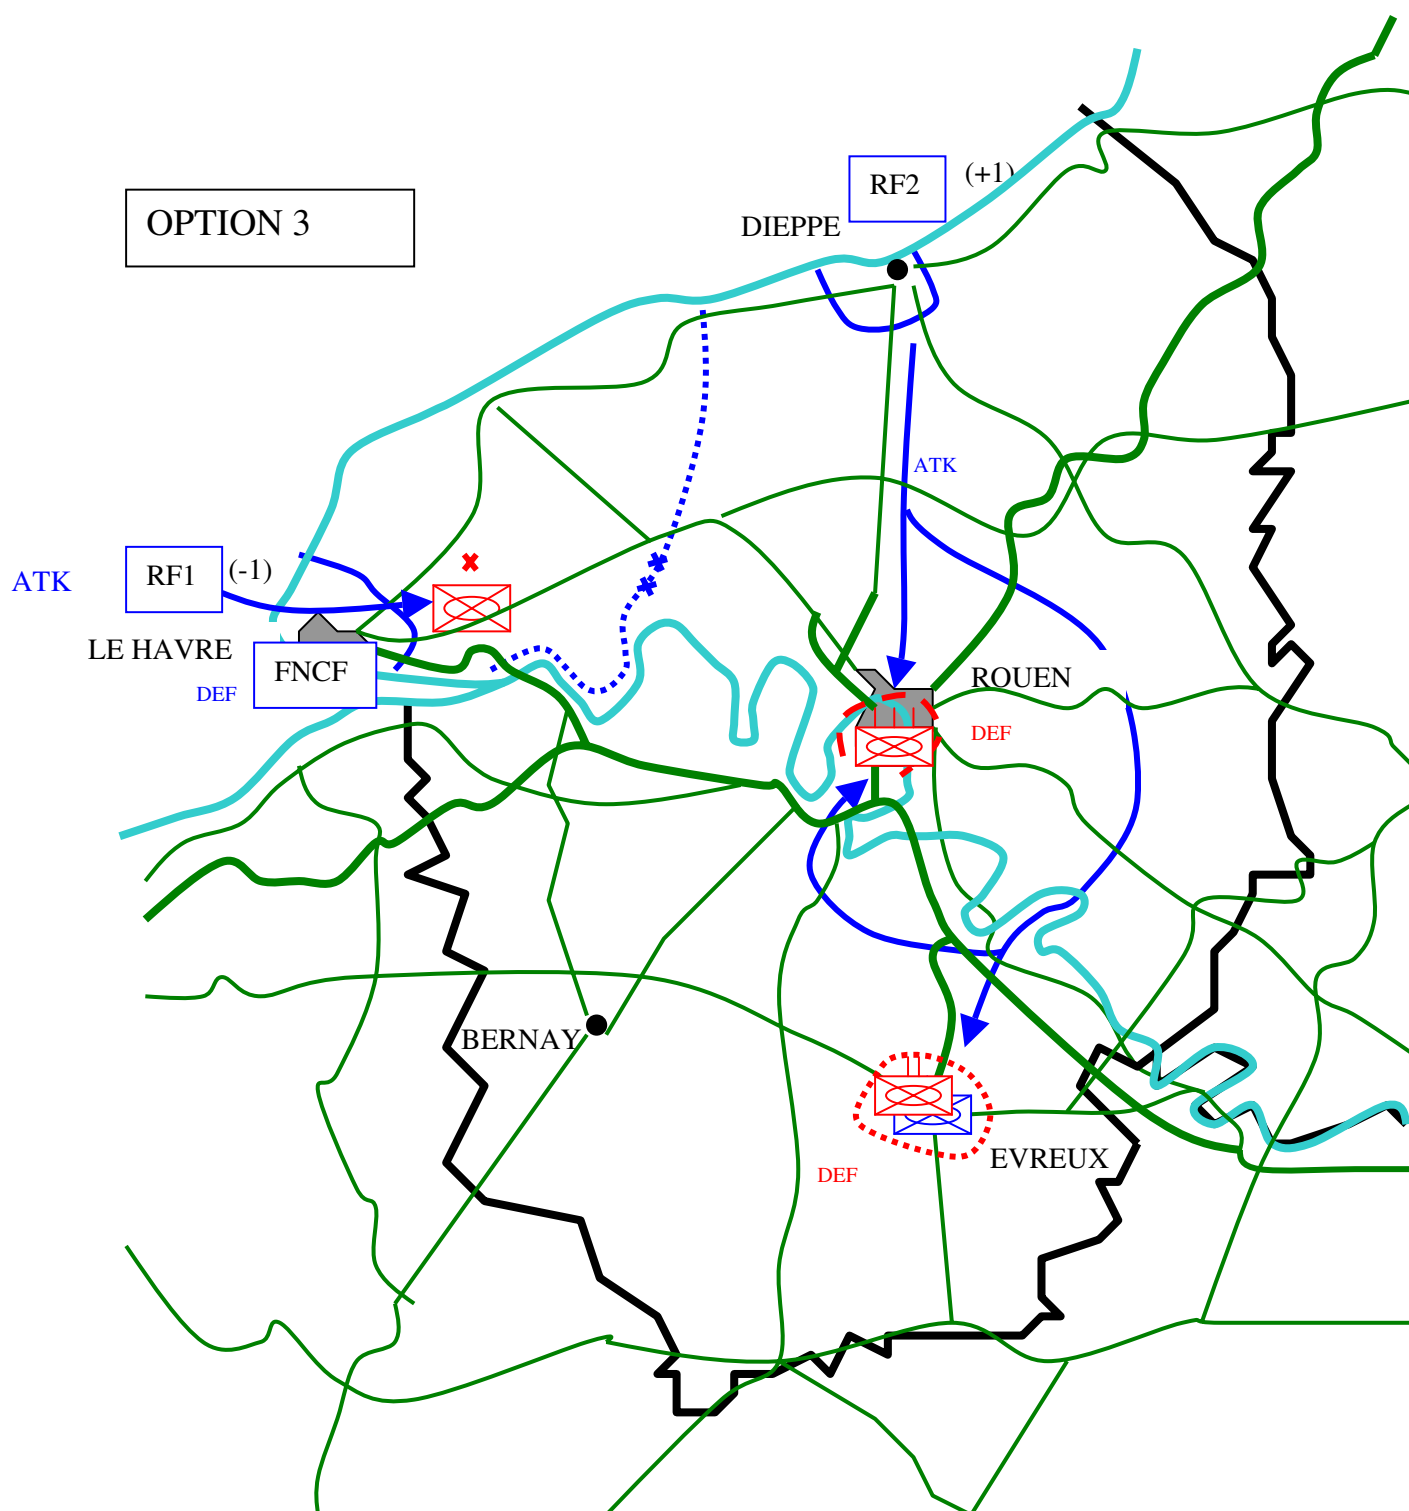 RF2 (+1)
OPTION 3
DIEPPE
ATK
RF1 (-1)
ATK
LE HAVRE
FNCF
DEF
ROUEN
DEF
BERNAY
EVREUX
DEF